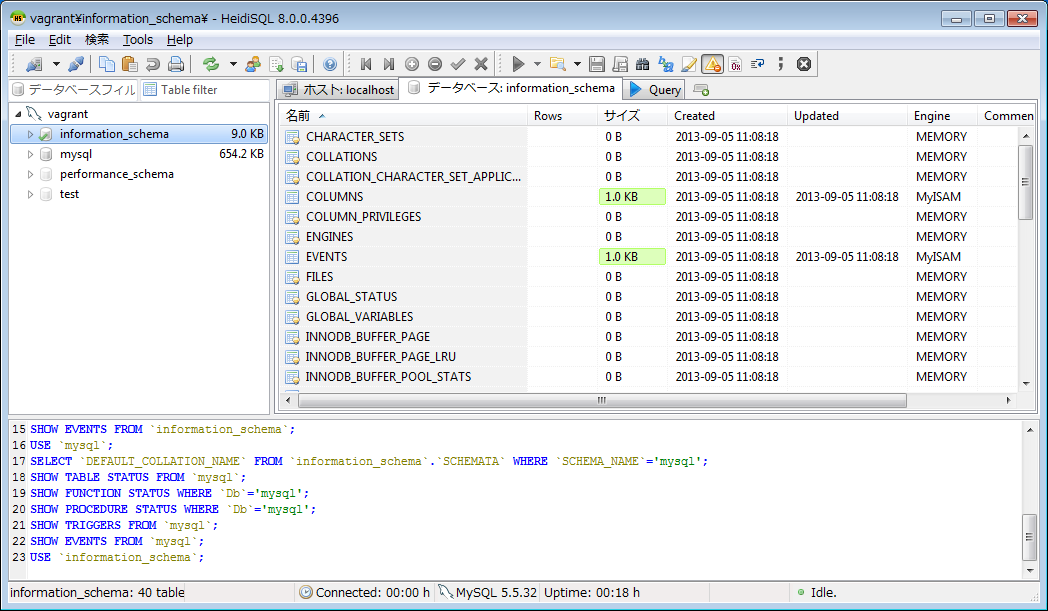 vagrant¥information_schema¥ - HeidiSQL 8.0.0.4396
File Edit 検索 Tools Help
データベースフィル Table filter
ホスト: localhost データベース: information_schema Query
vagrant
information_schema 9.0 KB
mysql 654.2 KB
performance_schema
test
名前 Rows サイズ Created Updated Engine Commen
CHARACTER_SETS 0 B 2013-09-05 11:08:18 MEMORY
COLLATIONS 0 B 2013-09-05 11:08:18 MEMORY
COLLATION_CHARACTER_SET_APPLIC... 0 B 2013-09-05 11:08:18 MEMORY
COLUMNS 1.0 KB 2013-09-05 11:08:18 2013-09-05 11:08:18 MyISAM
COLUMN_PRIVILEGES 0 B 2013-09-05 11:08:18 MEMORY
ENGINES 0 B 2013-09-05 11:08:18 MEMORY
EVENTS 1.0 KB 2013-09-05 11:08:18 2013-09-05 11:08:18 MyISAM
FILES 0 B 2013-09-05 11:08:18 MEMORY
GLOBAL_STATUS 0 B 2013-09-05 11:08:18 MEMORY
GLOBAL_VARIABLES 0 B 2013-09-05 11:08:18 MEMORY
INNODB_BUFFER_PAGE 0 B 2013-09-05 11:08:18 MEMORY
INNODB_BUFFER_PAGE_LRU 0 B 2013-09-05 11:08:18 MEMORY
INNODB_BUFFER_POOL_STATS 0 B 2013-09-05 11:08:18 MEMORY
15 SHOW EVENTS FROM `information_schema`;
16 USE `mysql`;
17 SELECT `DEFAULT_COLLATION_NAME` FROM `information_schema`.`SCHEMATA` WHERE `SCHEMA_NAME`='mysql';
18 SHOW TABLE STATUS FROM `mysql`;
19 SHOW FUNCTION STATUS WHERE `Db`='mysql';
20 SHOW PROCEDURE STATUS WHERE `Db`='mysql';
21 SHOW TRIGGERS FROM `mysql`;
22 SHOW EVENTS FROM `mysql`;
23 USE `information_schema`;
information_schema: 40 table Connected: 00:00 h MySQL 5.5.32 Uptime: 00:18 h Idle.